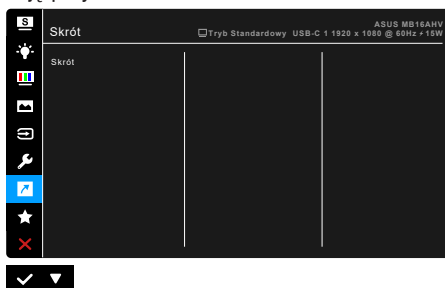 S
Skrót
ASUS MB16AHV
Tryb Standardowy USB-C 1 1920 x 1080 @ 60Hz ⚡15W
Skrót